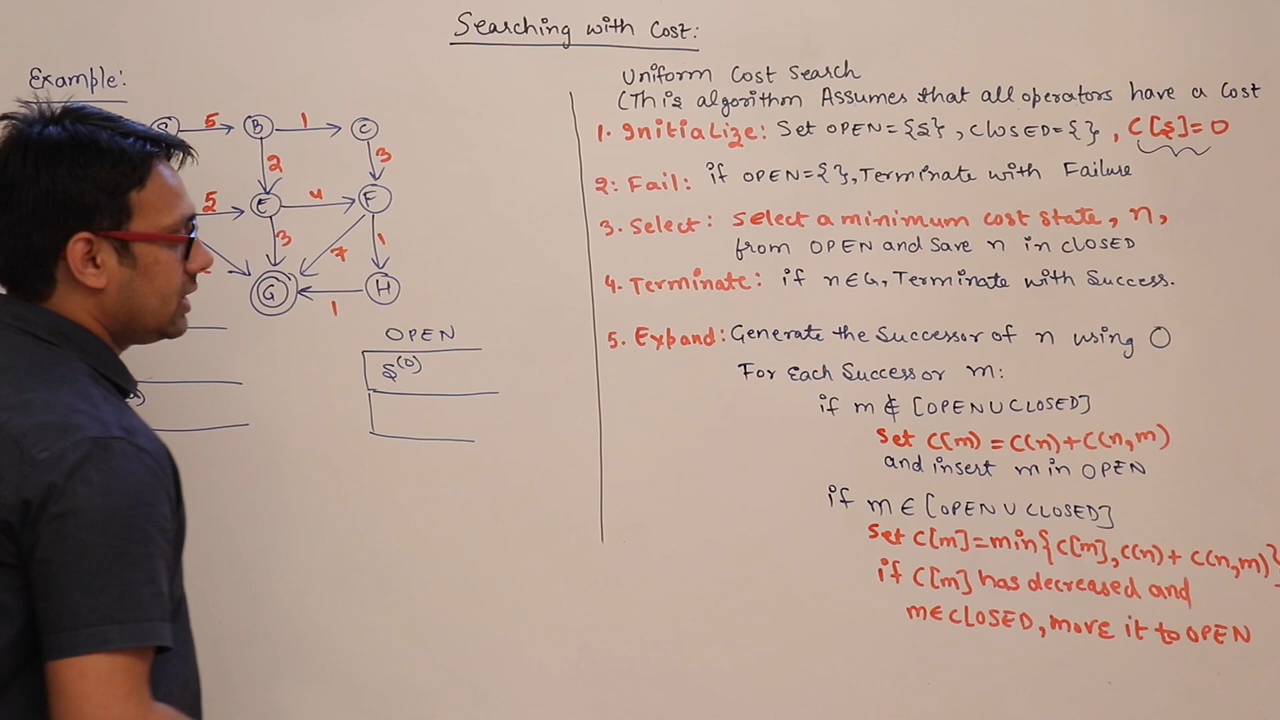 Searching with Cost:
Example:
5 B 1 C
2 3
5 E 4 F
3 7 1
G H
1
OPEN
S(0)
Uniform Cost Search
(This algorithm Assumes that all operators have a Cost
1. Initialize: Set OPEN={S}, CLOSED={ }, C[S]=0
2: Fail: if OPEN={ }, Terminate with Failure
3. Select: Select a minimum cost state, n,
from OPEN and Save n in CLOSED
4. Terminate: if n∈G, Terminate with Success.
5. Expand: Generate the Successor of n using O
For Each Successor m:
if m ∉ [OPEN∪CLOSED]
Set C(m) = C(n)+C(n,m)
and insert m in OPEN
if m ∈ [OPEN ∪ CLOSED]
Set C[m]=min{C[m], C(n)+ C(n,m)}
if C[m] has decreased and
m∈CLOSED, move it to OPEN